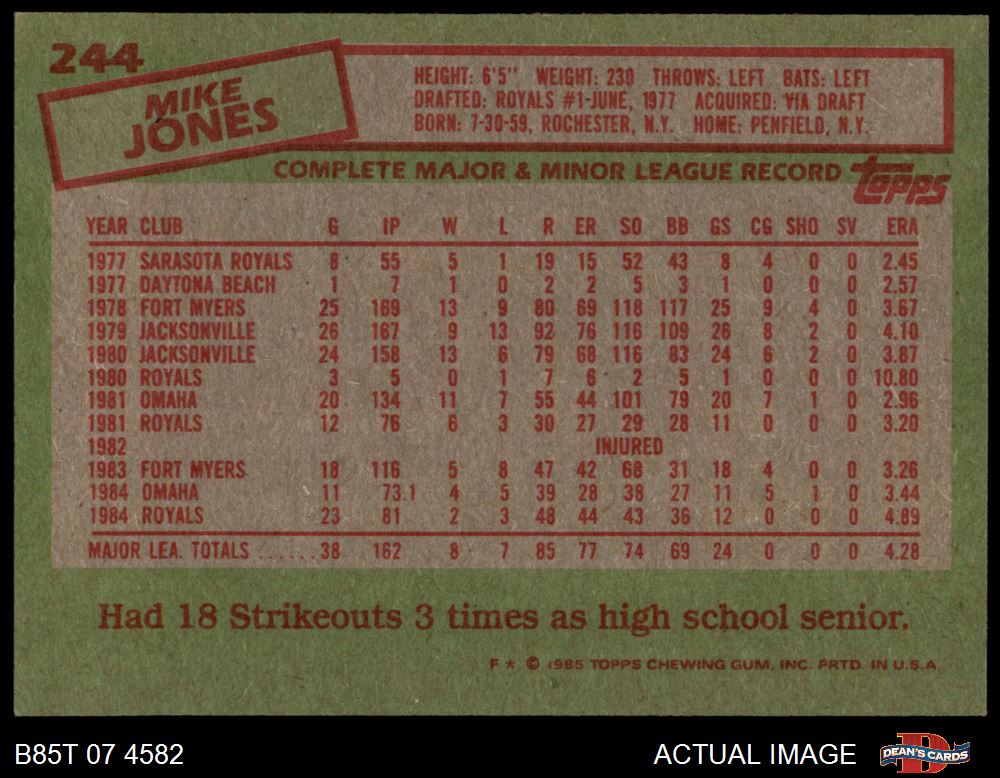 244
MIKE
JONES
HEIGHT: 6'5" WEIGHT: 230 THROWS: LEFT BATS: LEFT
DRAFTED: ROYALS #1-JUNE, 1977 ACQUIRED: VIA DRAFT
BORN: 7-30-59, ROCHESTER, N.Y. HOME: PENFIELD, N.Y.
COMPLETE MAJOR & MINOR LEAGUE RECORD topps
YEAR CLUB G IP W L R ER SO BB GS CG SHO SV ERA
1977 SARASOTA ROYALS 8 55 5 1 19 15 52 43 8 4 0 0 2.45
1977 DAYTONA BEACH 1 7 1 0 2 2 5 3 1 0 0 0 2.57
1978 FORT MYERS 25 169 13 9 80 69 118 117 25 9 4 0 3.67
1979 JACKSONVILLE 26 167 9 13 92 76 116 109 26 8 2 0 4.10
1980 JACKSONVILLE 24 158 13 6 79 68 116 83 24 6 2 0 3.87
1980 ROYALS 3 5 0 1 7 6 2 5 1 0 0 0 10.80
1981 OMAHA 20 134 11 7 55 44 101 79 20 7 1 0 2.96
1981 ROYALS 12 76 6 3 30 27 29 28 11 0 0 0 3.20
1982 INJURED
1983 FORT MYERS 18 116 5 8 47 42 68 31 18 4 0 0 3.26
1984 OMAHA 11 73.1 4 5 39 28 38 27 11 5 1 0 3.44
1984 ROYALS 23 81 2 3 48 44 43 36 12 0 0 0 4.89
MAJOR LEA. TOTALS ......38 162 8 7 85 77 74 69 24 0 0 0 4.28
Had 18 Strikeouts 3 times as high school senior.
F ★ © 1985 TOPPS CHEWING GUM, INC. PRTD. IN U.S.A.
B85T 07 4582 ACTUAL IMAGE D DEAN'S CARDS